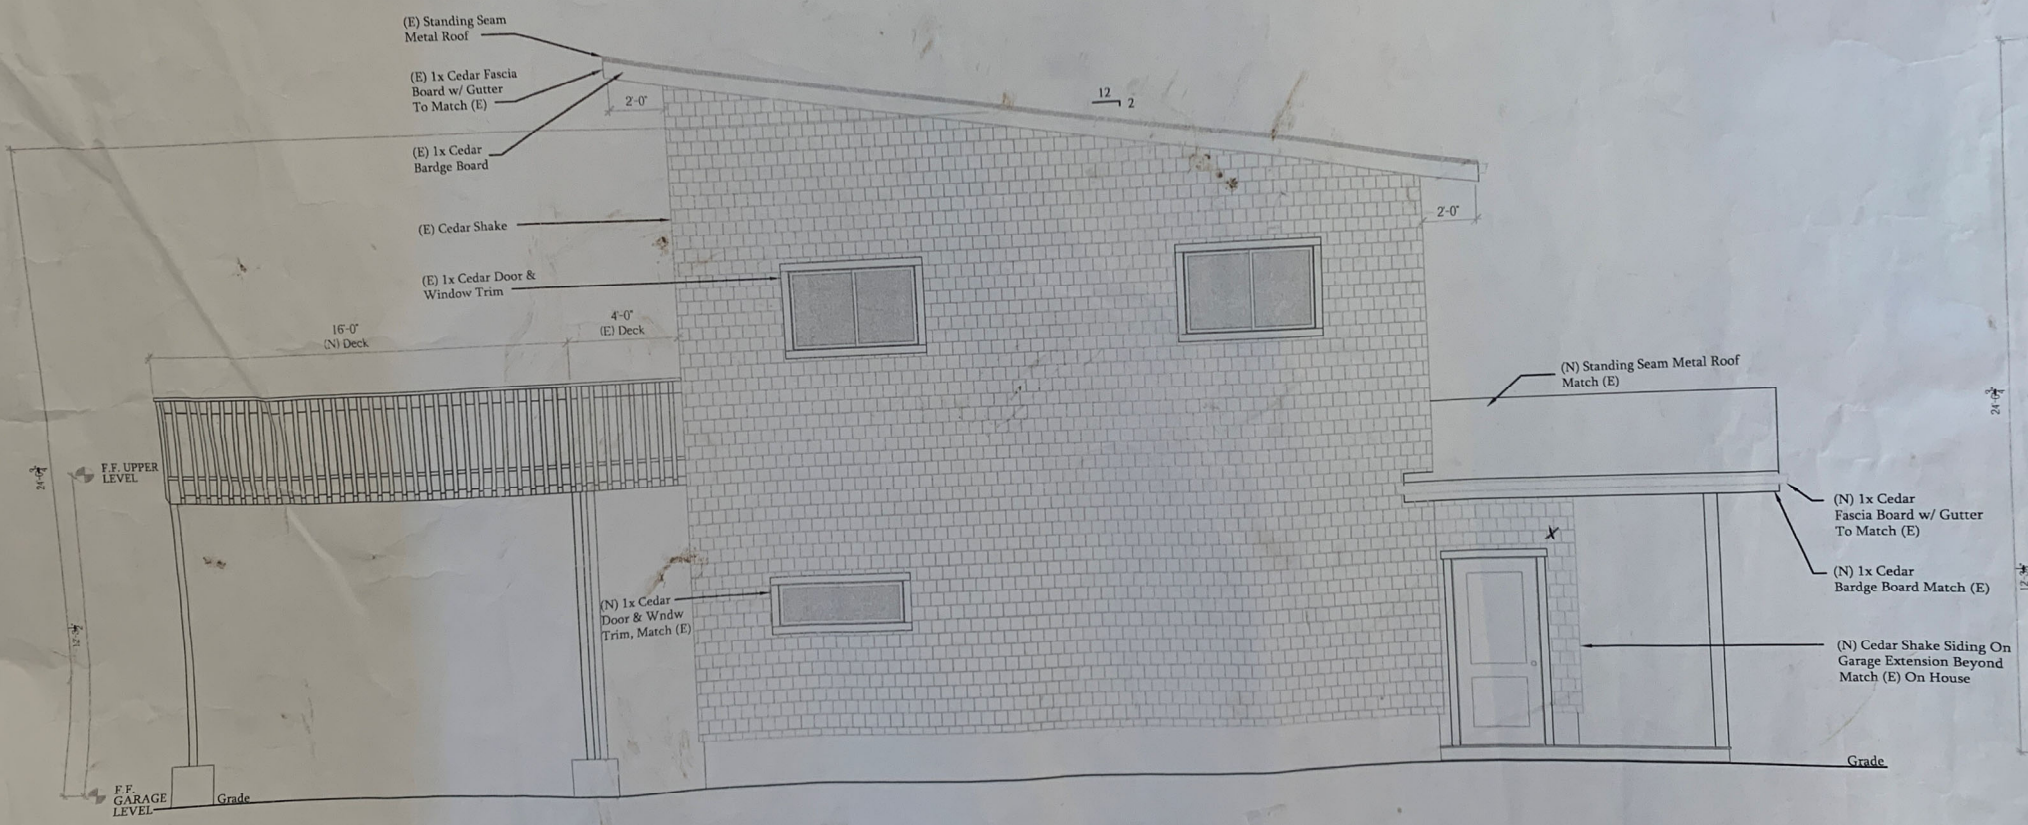 (E) Standing Seam
Metal Roof
(E) 1x Cedar Fascia
Board w/ Gutter
To Match (E)
2'-0"
12
2
(E) 1x Cedar
Bardge Board
(E) Cedar Shake
2'-0"
(E) 1x Cedar Door &
Window Trim
16'-0"
(N) Deck
4'-0"
(E) Deck
(N) Standing Seam Metal Roof
Match (E)
F.F. UPPER
LEVEL
(N) 1x Cedar
Fascia Board w/ Gutter
To Match (E)
X
(N) 1x Cedar
Bardge Board Match (E)
(N) 1x Cedar
Door & Wndw
Trim, Match (E)
(N) Cedar Shake Siding On
Garage Extension Beyond
Match (E) On House
Grade
F.F.
GARAGE
LEVEL
Grade